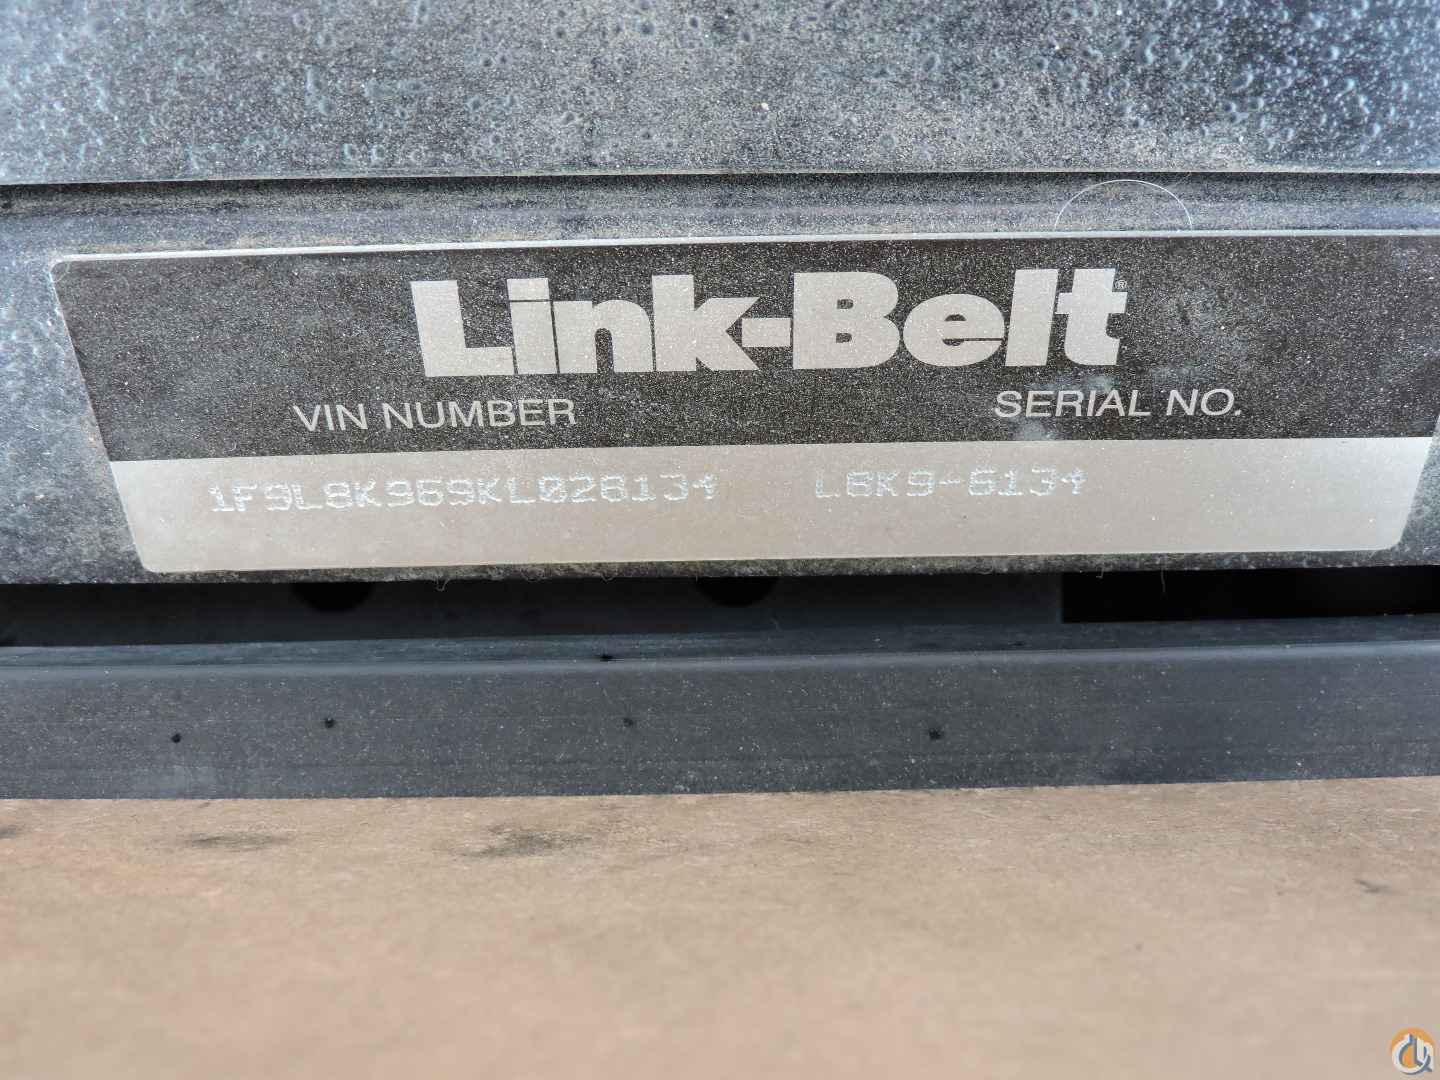 Link-Belt®
VIN NUMBER SERIAL NO.
1F9L8K969KL028134 L8K9-6134